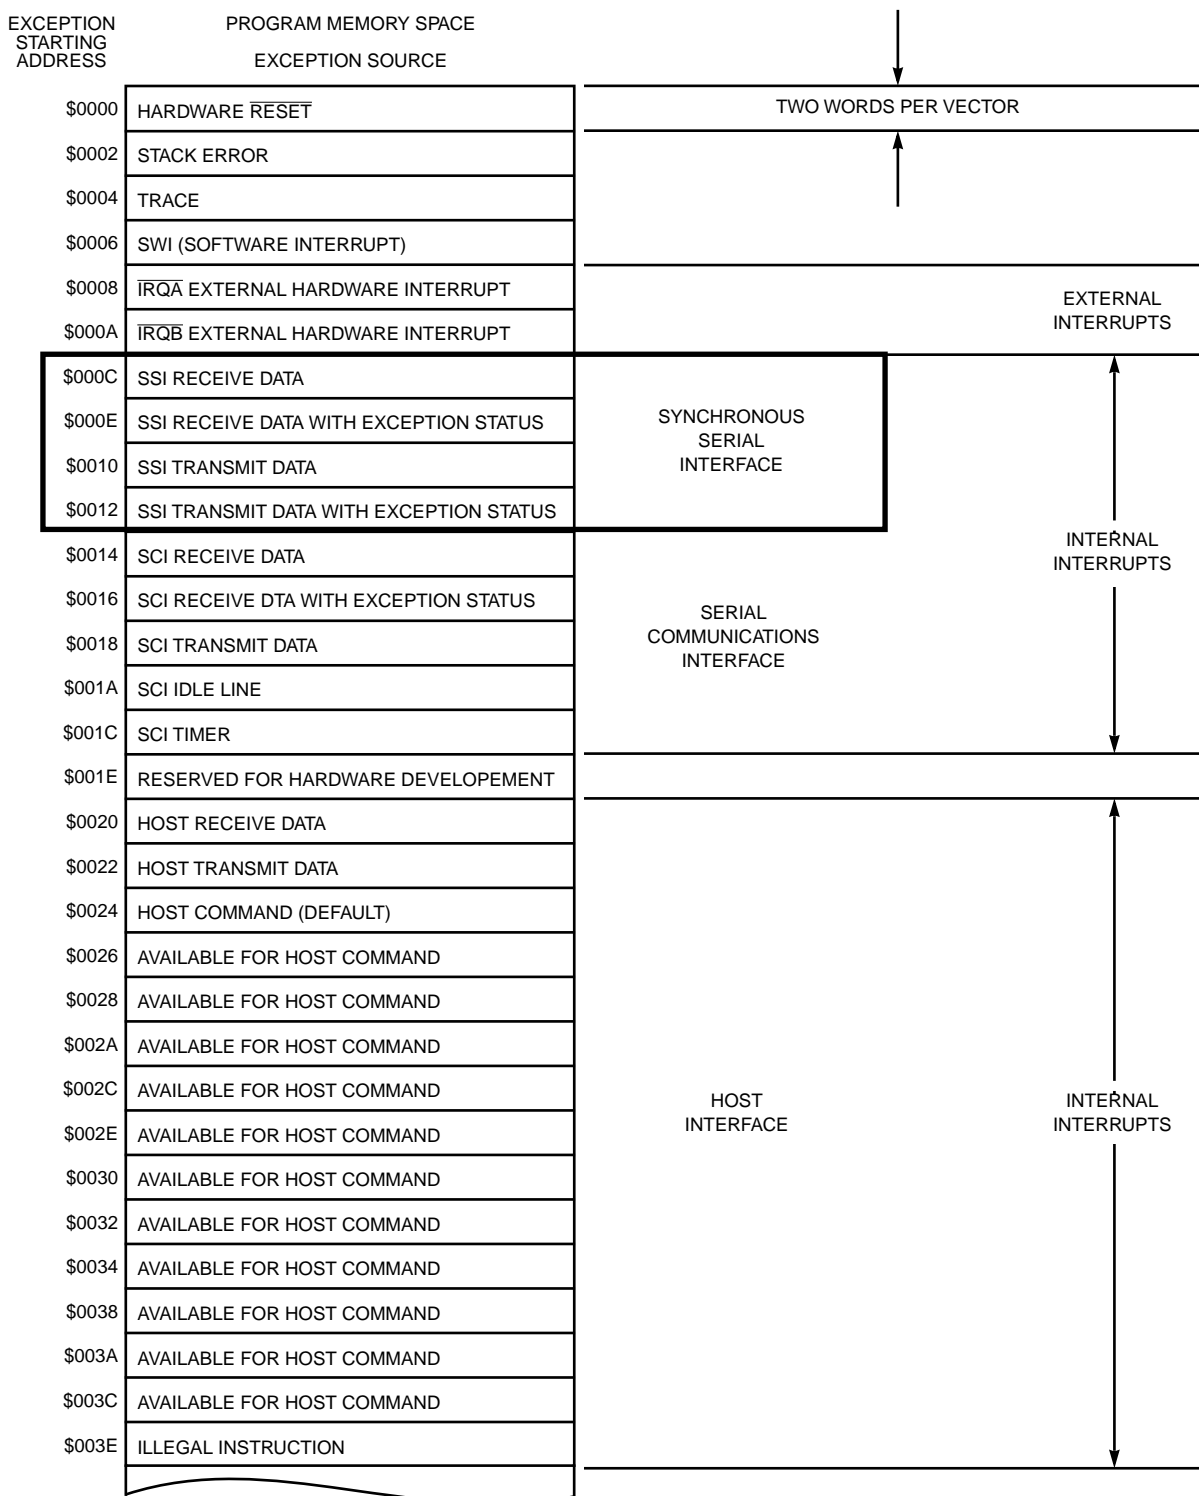 EXCEPTION STARTING ADDRESS
PROGRAM MEMORY SPACE
EXCEPTION SOURCE
$0000 HARDWARE RESET
TWO WORDS PER VECTOR
$0002 STACK ERROR
$0004 TRACE
$0006 SWI (SOFTWARE INTERRUPT)
$0008 IRQA EXTERNAL HARDWARE INTERRUPT
$000A IRQB EXTERNAL HARDWARE INTERRUPT
EXTERNAL
INTERRUPTS
$000C SSI RECEIVE DATA
$000E SSI RECEIVE DATA WITH EXCEPTION STATUS
$0010 SSI TRANSMIT DATA
$0012 SSI TRANSMIT DATA WITH EXCEPTION STATUS
SYNCHRONOUS
SERIAL
INTERFACE
$0014 SCI RECEIVE DATA
$0016 SCI RECEIVE DTA WITH EXCEPTION STATUS
$0018 SCI TRANSMIT DATA
$001A SCI IDLE LINE
$001C SCI TIMER
SERIAL
COMMUNICATIONS
INTERFACE
INTERNAL
INTERRUPTS
$001E RESERVED FOR HARDWARE DEVELOPEMENT
$0020 HOST RECEIVE DATA
$0022 HOST TRANSMIT DATA
$0024 HOST COMMAND (DEFAULT)
$0026 AVAILABLE FOR HOST COMMAND
$0028 AVAILABLE FOR HOST COMMAND
$002A AVAILABLE FOR HOST COMMAND
$002C AVAILABLE FOR HOST COMMAND
$002E AVAILABLE FOR HOST COMMAND
$0030 AVAILABLE FOR HOST COMMAND
$0032 AVAILABLE FOR HOST COMMAND
$0034 AVAILABLE FOR HOST COMMAND
$0038 AVAILABLE FOR HOST COMMAND
$003A AVAILABLE FOR HOST COMMAND
$003C AVAILABLE FOR HOST COMMAND
$003E ILLEGAL INSTRUCTION
HOST
INTERFACE
INTERNAL
INTERRUPTS